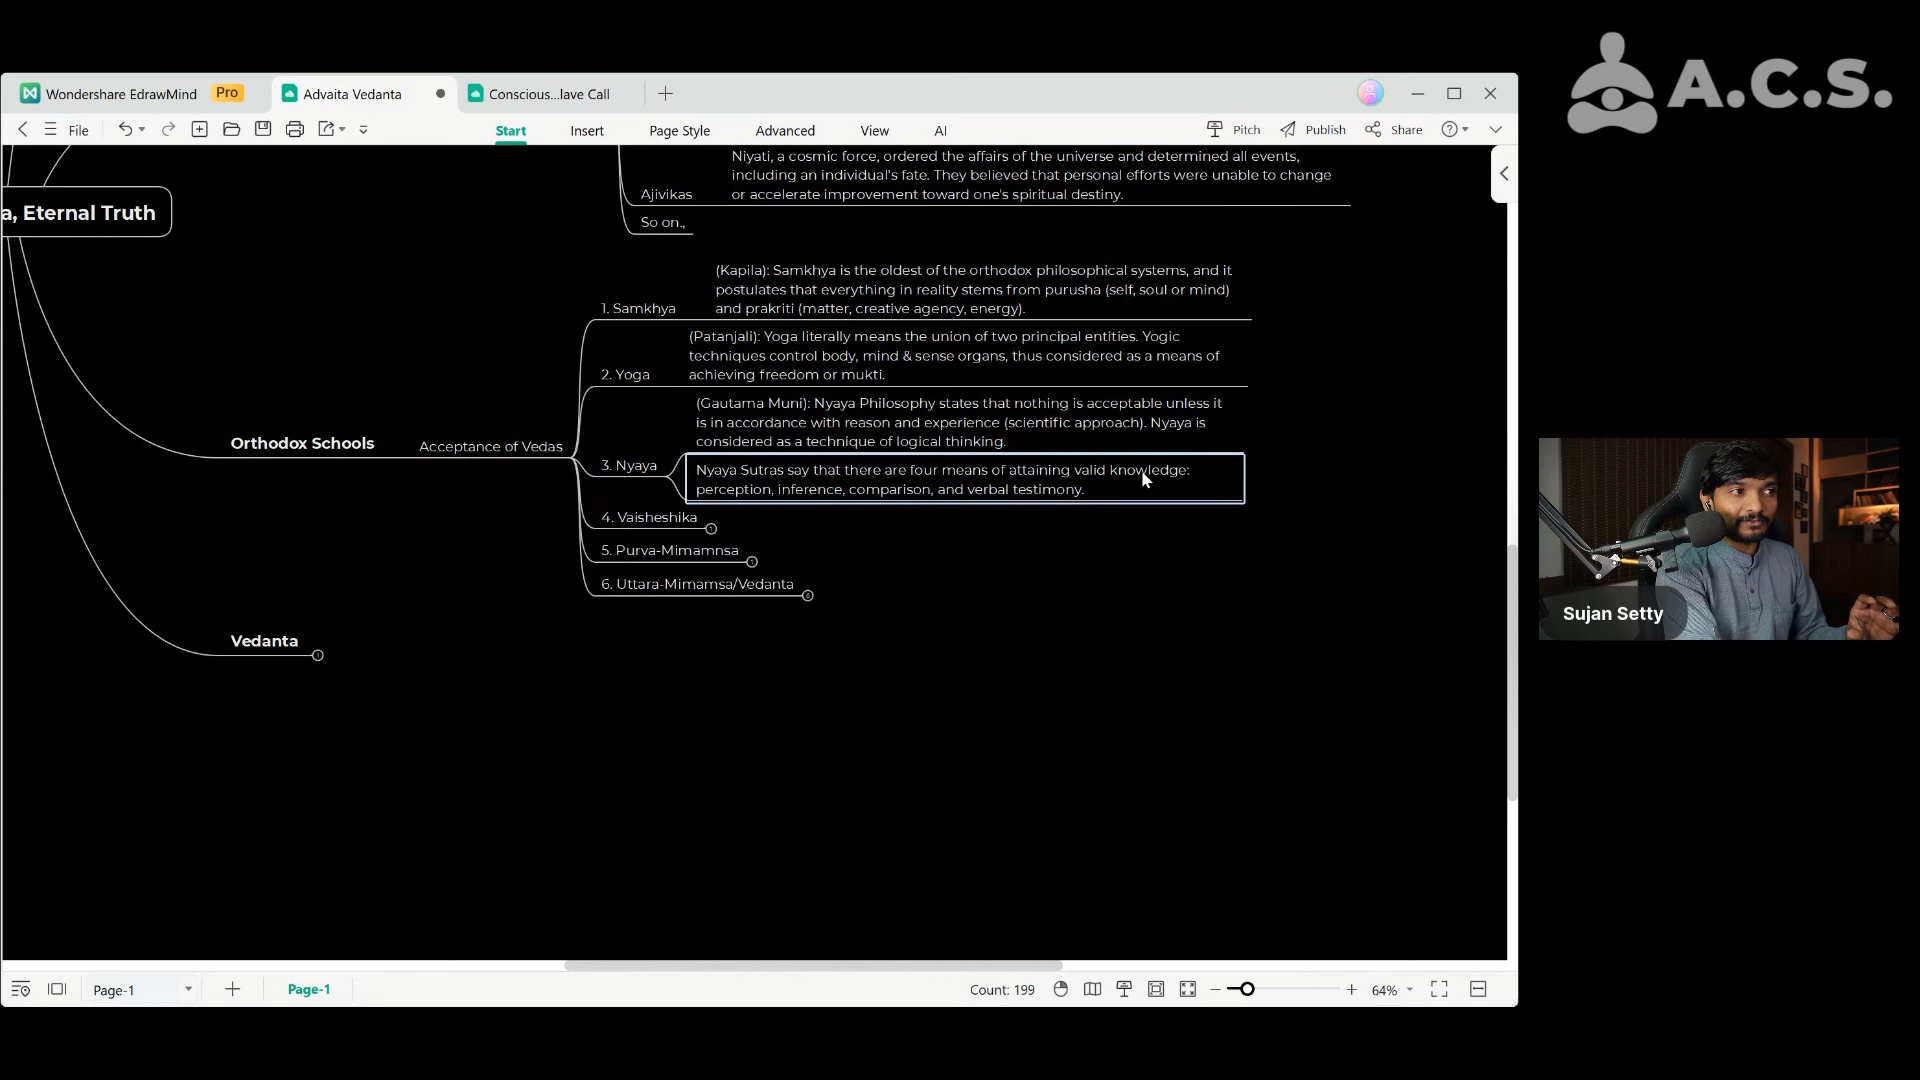 A.C.S.
Wondershare EdrawMind
Pro
Advaita Vedanta
Conscious...lave Call
File
Start
Insert
Page Style
Advanced
View
AI
Pitch
Publish
Share
Niyati, a cosmic force, ordered the affairs of the universe and determined all events,
including an individual's fate. They believed that personal efforts were unable to change
or accelerate improvement toward one's spiritual destiny.
Ajivikas
So on.,
a, Eternal Truth
(Kapila): Samkhya is the oldest of the orthodox philosophical systems, and it
postulates that everything in reality stems from purusha (self, soul or mind)
and prakriti (matter, creative agency, energy).
1. Samkhya
(Patanjali): Yoga literally means the union of two principal entities. Yogic
techniques control body, mind & sense organs, thus considered as a means of
achieving freedom or mukti.
2. Yoga
(Gautama Muni): Nyaya Philosophy states that nothing is acceptable unless it
is in accordance with reason and experience (scientific approach). Nyaya is
considered as a technique of logical thinking.
Orthodox Schools
Acceptance of Vedas
3. Nyaya
Nyaya Sutras say that there are four means of attaining valid knowledge:
perception, inference, comparison, and verbal testimony.
4. Vaisheshika
5. Purva-Mimamnsa
6. Uttara-Mimamsa/Vedanta
Vedanta
Sujan Setty
Page-1
Page-1
Count: 199
64%